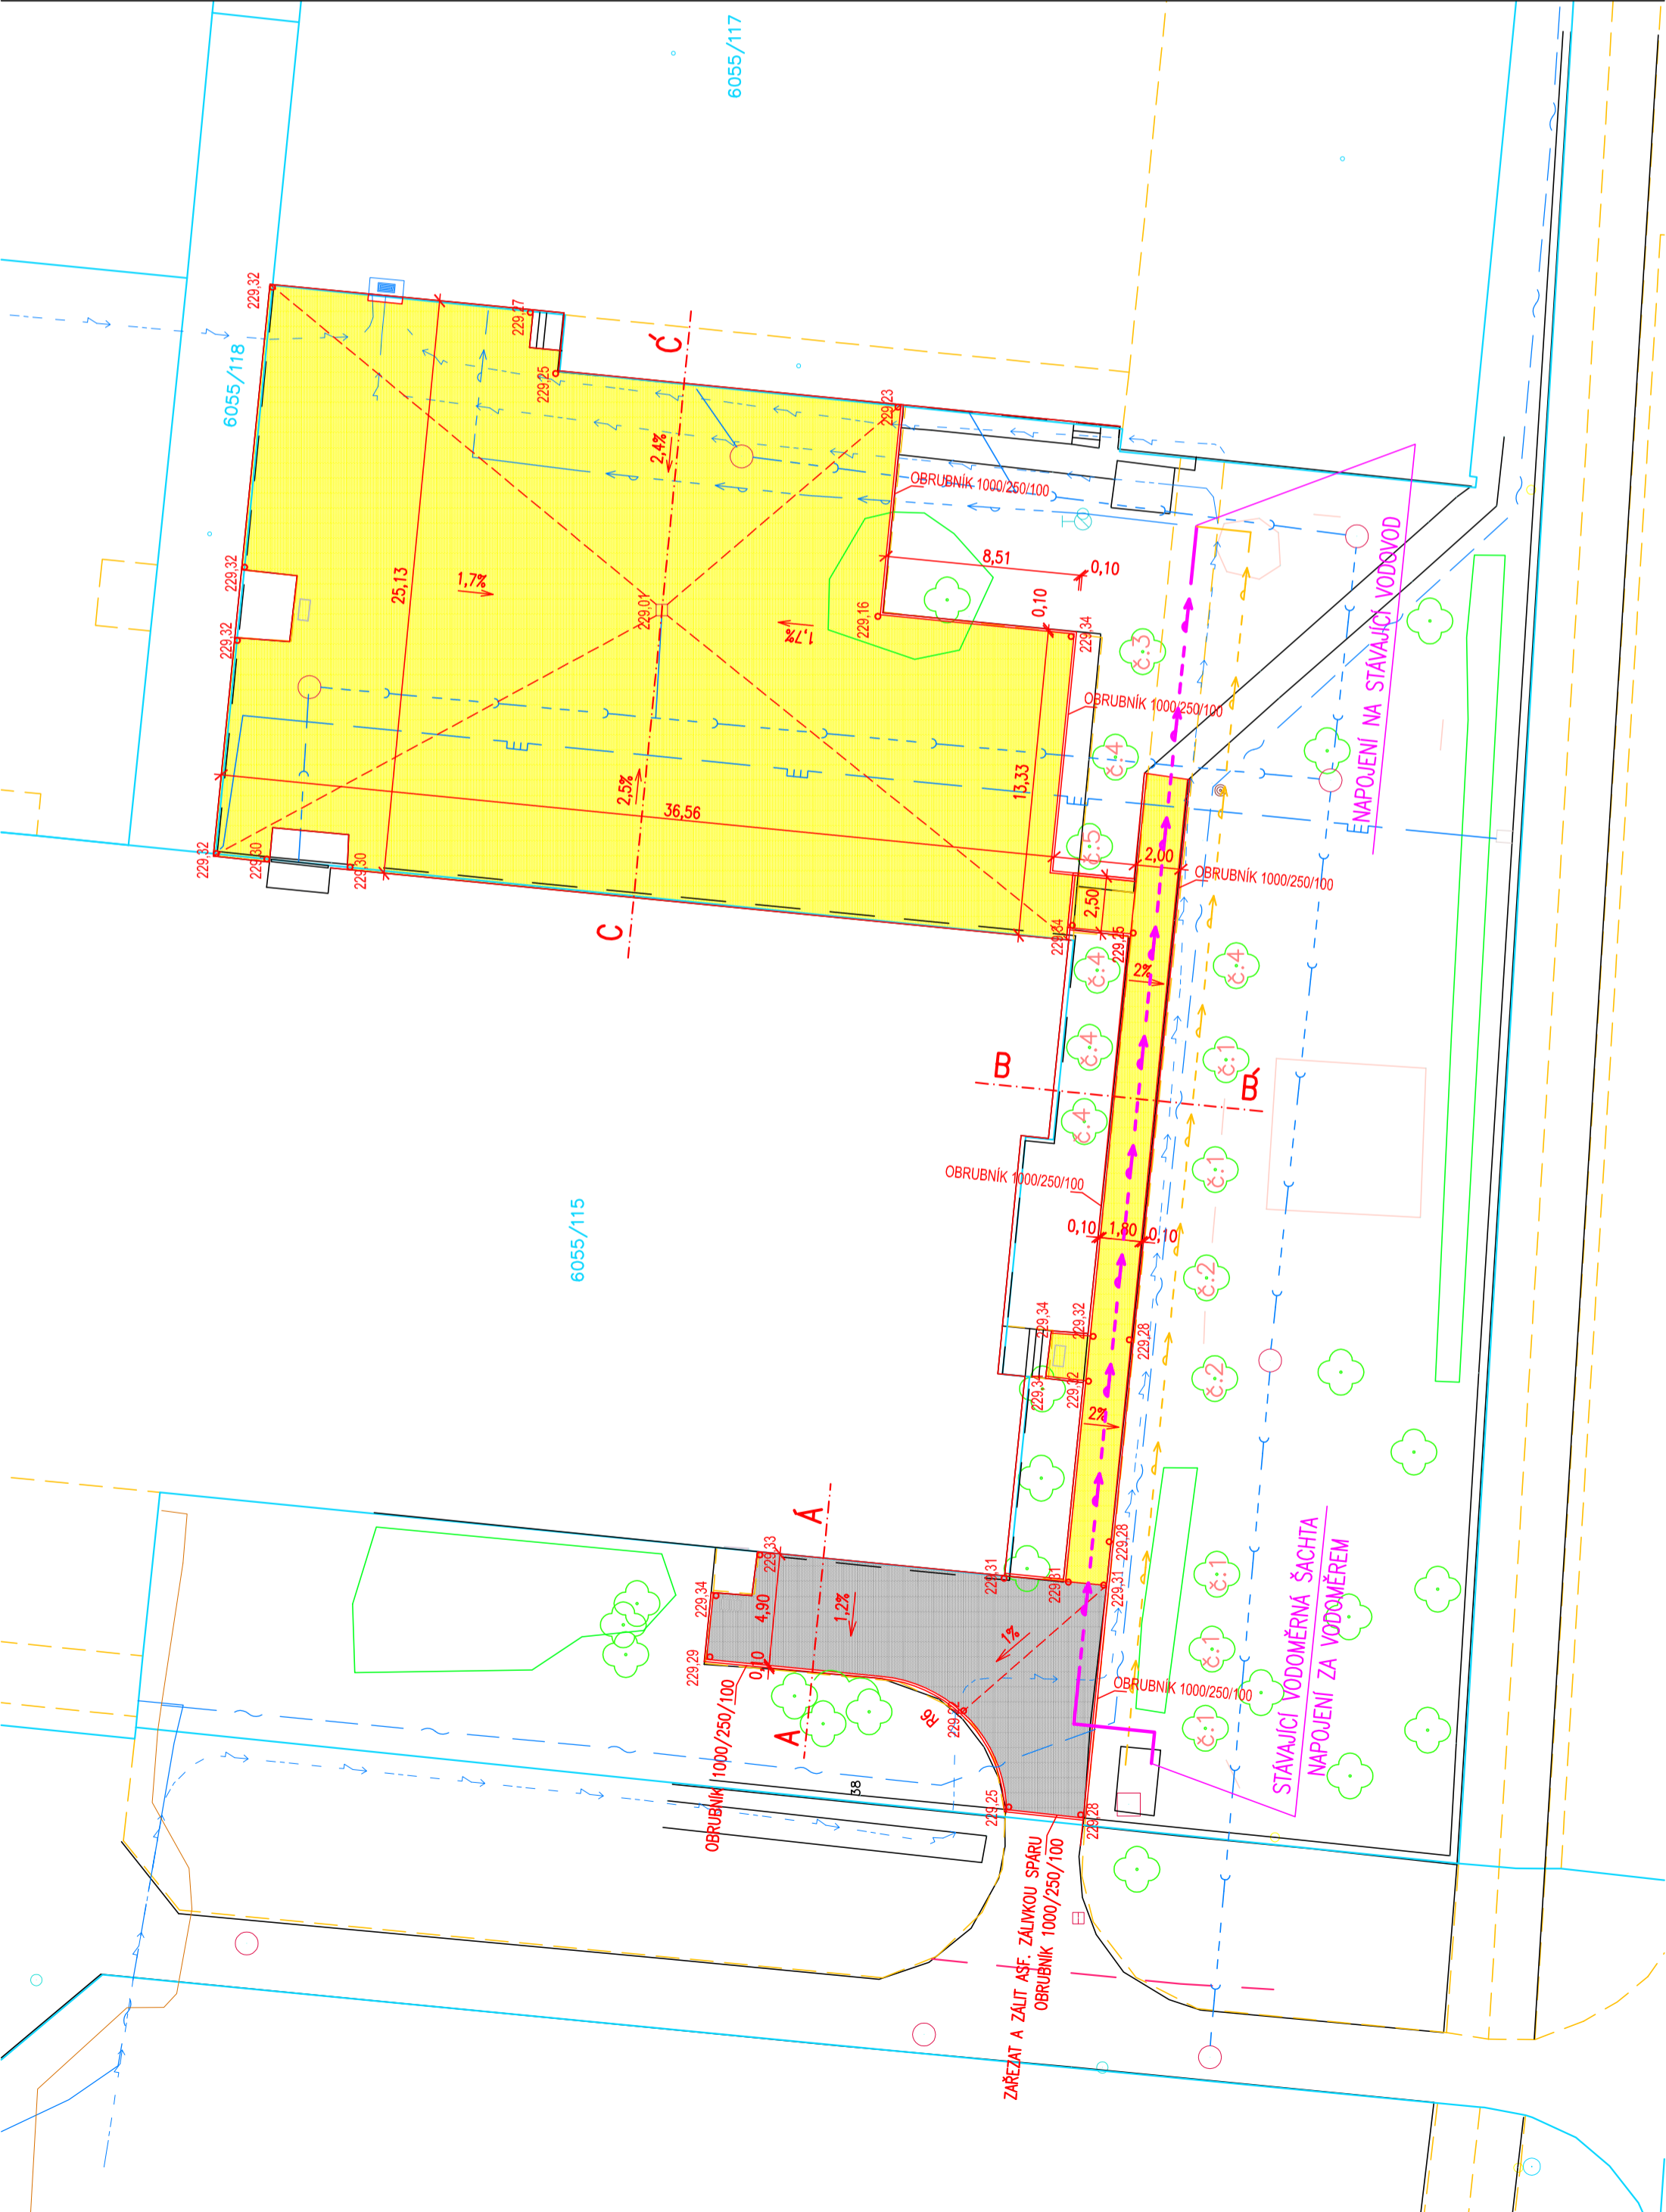 6055/117
229,32
6055/118
229,27
229,25
Ć
229,23
2,4%
OBRUBNÍK 1000/250/100
25,13
229,32
1,7%
229,01
8,51
0,10
0,10
229,16
1,7%
229,34
229,32
č.3
NAPOJENÍ NA STÁVAJÍCÍ VODOVOD
OBRUBNÍK 1000/250/100
č.4
2,5%
36,56
13,33
229,32
229,30
229,30
č.5
2,00
OBRUBNÍK 1000/250/100
2,50
C
229,34
229,25
č.4
2%
č.4
č.4
č.1
B
B́
č.4
OBRUBNÍK 1000/250/100
č.1
6055/115
0,10
1,80
0,10
č.2
229,34
229,32
229,28
229,34
229,32
č.2
2%
Á
229,33
229,31
229,31
229,28
229,31
č.1
229,34
4,90
1,2%
1%
229,29
0,10
č.1
OBRUBNÍK 1000/250/100
OBRUBNÍK 1000/250/100
R6
A
č.1
STÁVAJÍCÍ VODOMĚRNÁ ŠACHTA
NAPOJENÍ ZA VODOMĚREM
38
229,25
229,28
ZAŘEZAT A ZÁLIT ASF. ZÁLIVKOU SPÁRU
OBRUBNÍK 1000/250/100